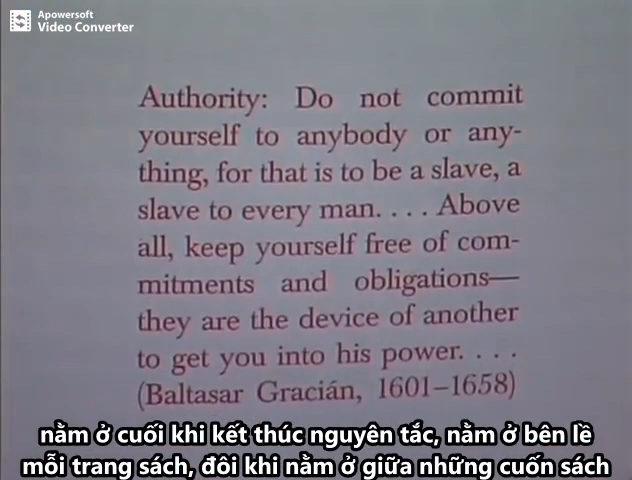 Apowersoft
Video Converter
Authority: Do not commit
yourself to anybody or any-
thing, for that is to be a slave, a
slave to every man. . . . Above
all, keep yourself free of com-
mitments and obligations—
they are the device of another
to get you into his power. . . .
(Baltasar Gracián, 1601–1658)
nằm ở cuối khi kết thúc nguyên tắc, nằm ở bên lề
mỗi trang sách, đôi khi nằm ở giữa những cuốn sách